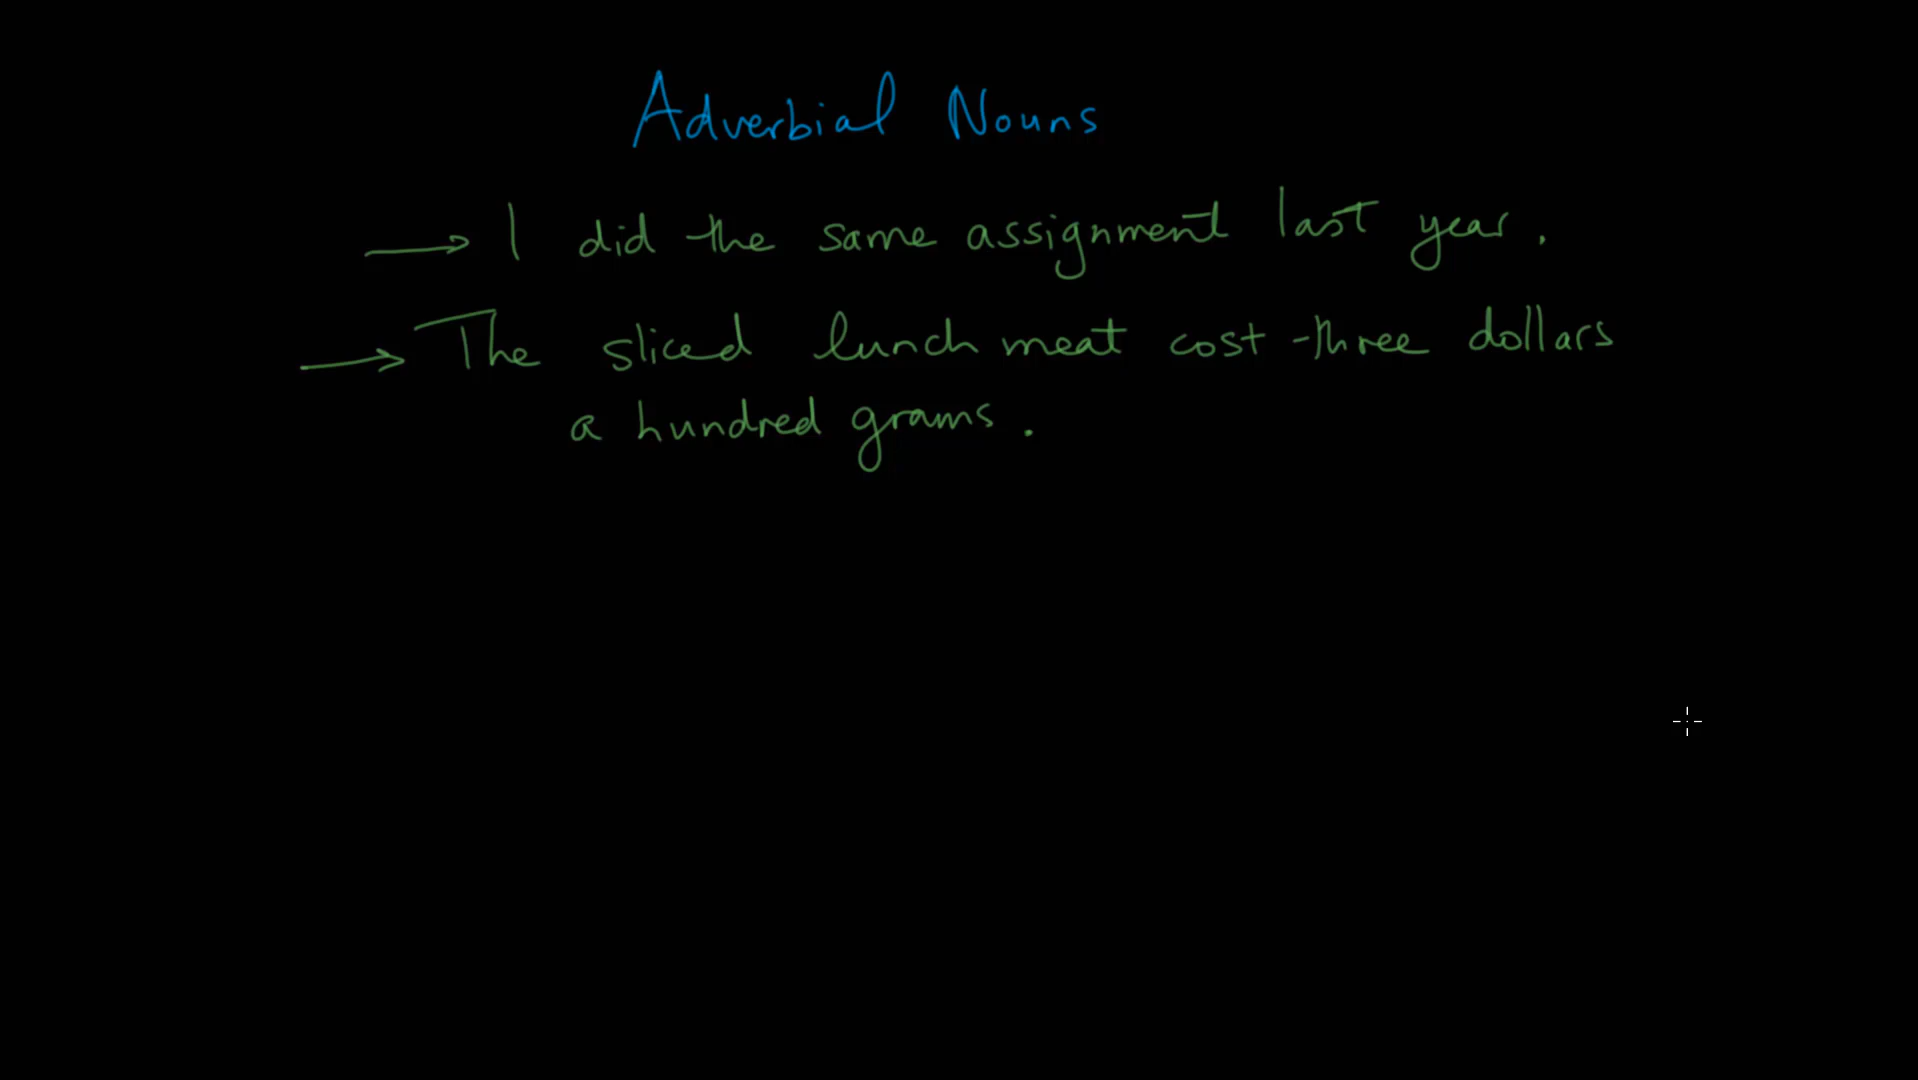 Adverbial Nouns
I did the same assignment last year.
The sliced lunch meat cost three dollars
a hundred grams.